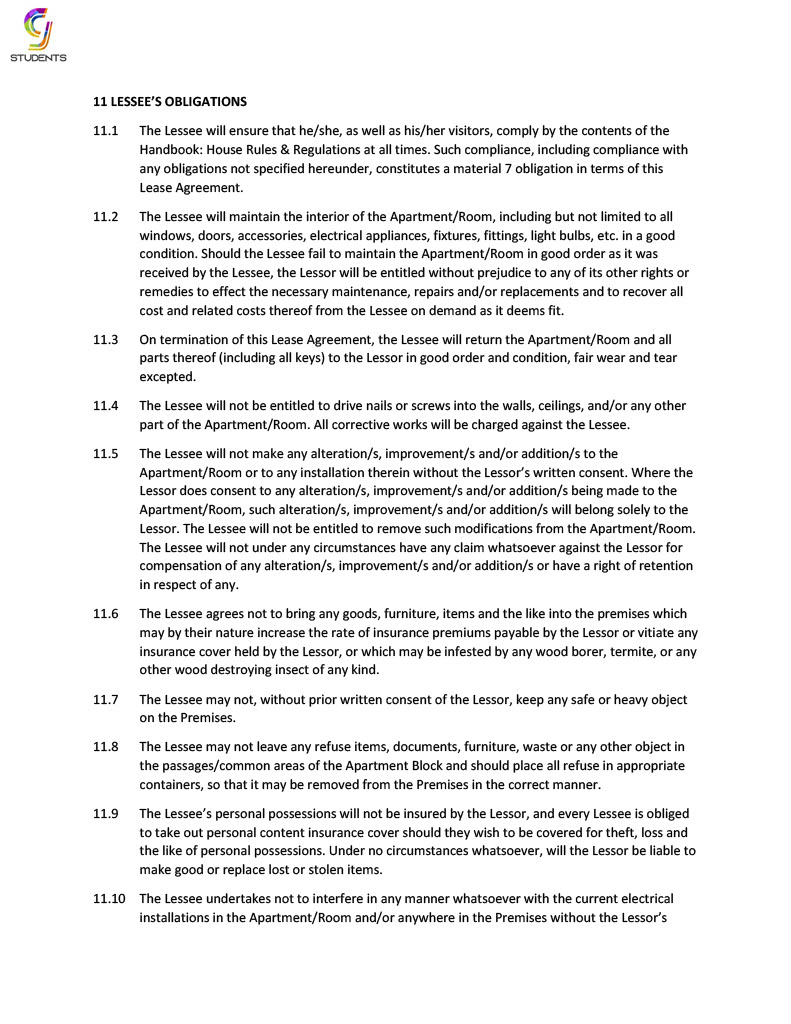 STUDENTS
11 LESSEE’S OBLIGATIONS
11.1 The Lessee will ensure that he/she, as well as his/her visitors, comply by the contents of the
Handbook: House Rules & Regulations at all times. Such compliance, including compliance with
any obligations not specified hereunder, constitutes a material 7 obligation in terms of this
Lease Agreement.
11.2 The Lessee will maintain the interior of the Apartment/Room, including but not limited to all
windows, doors, accessories, electrical appliances, fixtures, fittings, light bulbs, etc. in a good
condition. Should the Lessee fail to maintain the Apartment/Room in good order as it was
received by the Lessee, the Lessor will be entitled without prejudice to any of its other rights or
remedies to effect the necessary maintenance, repairs and/or replacements and to recover all
cost and related costs thereof from the Lessee on demand as it deems fit.
11.3 On termination of this Lease Agreement, the Lessee will return the Apartment/Room and all
parts thereof (including all keys) to the Lessor in good order and condition, fair wear and tear
excepted.
11.4 The Lessee will not be entitled to drive nails or screws into the walls, ceilings, and/or any other
part of the Apartment/Room. All corrective works will be charged against the Lessee.
11.5 The Lessee will not make any alteration/s, improvement/s and/or addition/s to the
Apartment/Room or to any installation therein without the Lessor’s written consent. Where the
Lessor does consent to any alteration/s, improvement/s and/or addition/s being made to the
Apartment/Room, such alteration/s, improvement/s and/or addition/s will belong solely to the
Lessor. The Lessee will not be entitled to remove such modifications from the Apartment/Room.
The Lessee will not under any circumstances have any claim whatsoever against the Lessor for
compensation of any alteration/s, improvement/s and/or addition/s or have a right of retention
in respect of any.
11.6 The Lessee agrees not to bring any goods, furniture, items and the like into the premises which
may by their nature increase the rate of insurance premiums payable by the Lessor or vitiate any
insurance cover held by the Lessor, or which may be infested by any wood borer, termite, or any
other wood destroying insect of any kind.
11.7 The Lessee may not, without prior written consent of the Lessor, keep any safe or heavy object
on the Premises.
11.8 The Lessee may not leave any refuse items, documents, furniture, waste or any other object in
the passages/common areas of the Apartment Block and should place all refuse in appropriate
containers, so that it may be removed from the Premises in the correct manner.
11.9 The Lessee’s personal possessions will not be insured by the Lessor, and every Lessee is obliged
to take out personal content insurance cover should they wish to be covered for theft, loss and
the like of personal possessions. Under no circumstances whatsoever, will the Lessor be liable to
make good or replace lost or stolen items.
11.10 The Lessee undertakes not to interfere in any manner whatsoever with the current electrical
installations in the Apartment/Room and/or anywhere in the Premises without the Lessor’s